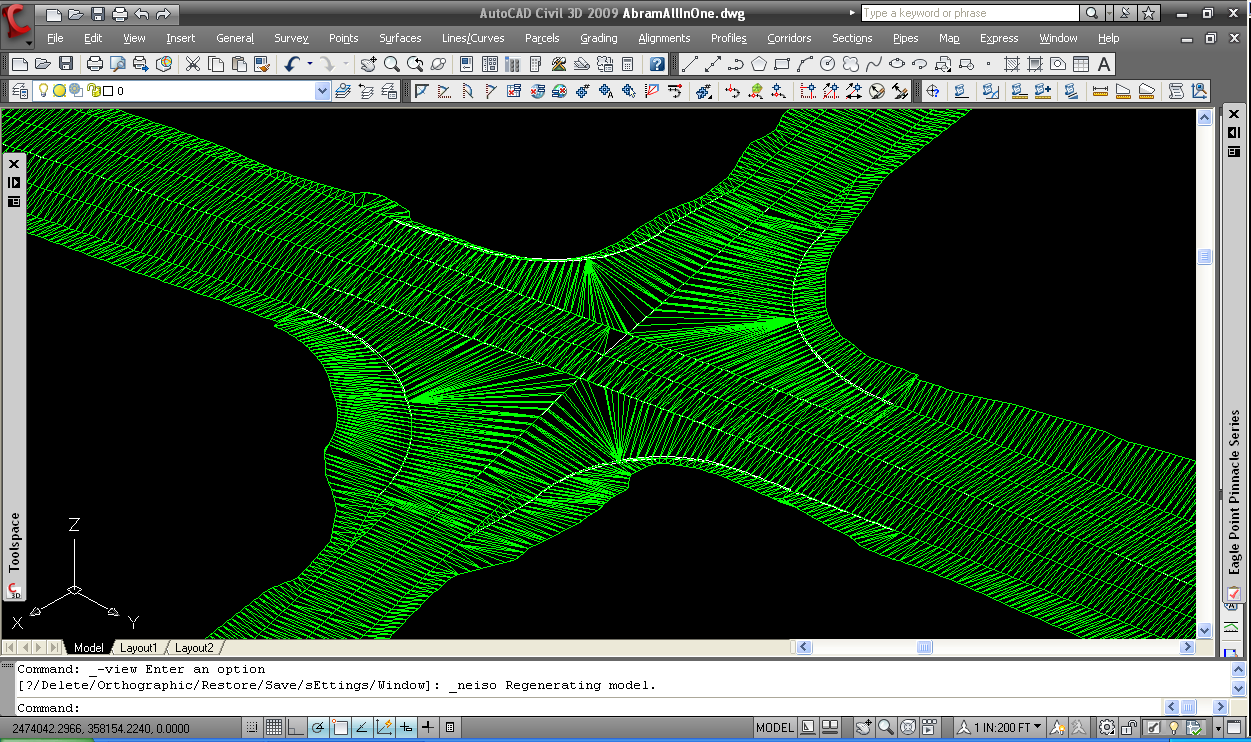 AutoCAD Civil 3D 2009 AbramAllInOne.dwg
Type a keyword or phrase
File Edit View Insert General Survey Points Surfaces Lines/Curves Parcels Grading Alignments Profiles Corridors Sections Pipes Map Express Window Help
A
0
Toolspace
C 3D
Eagle Point Pinnacle Series
Z
X
Y
Model Layout1 Layout2
Command: _-view Enter an option
[?/Delete/Orthographic/Restore/Save/sEttings/Window]: _neiso Regenerating model.
Command:
2474042.2966, 358154.2240, 0.0000
MODEL
1 IN:200 FT